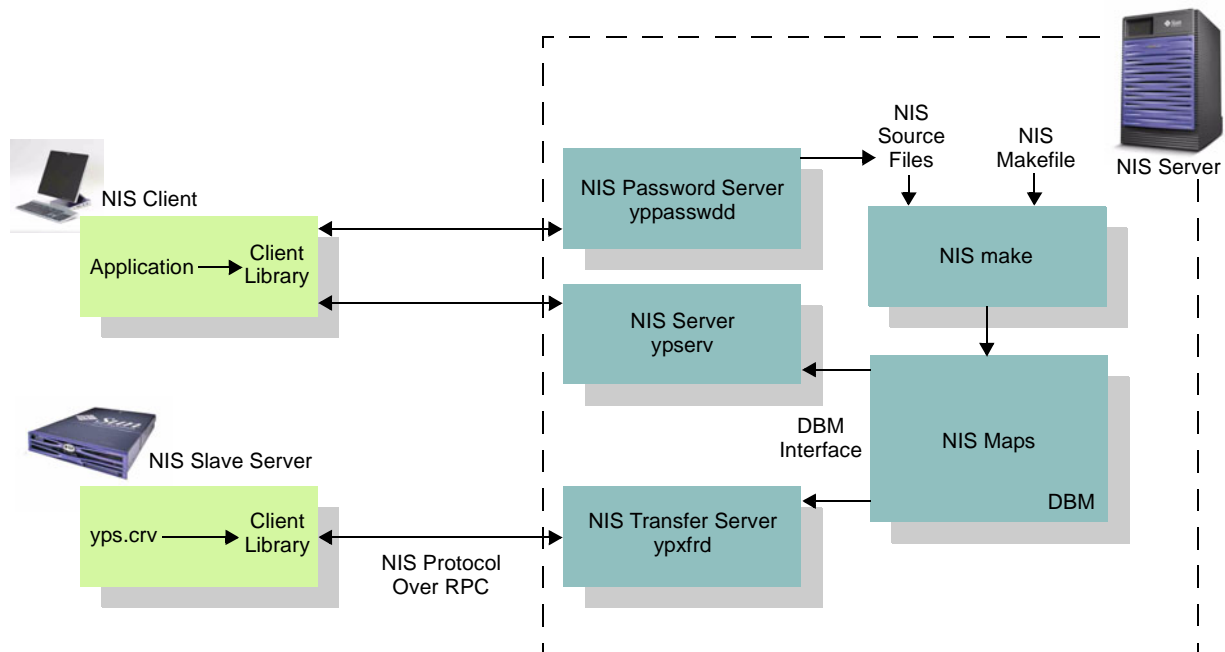 NIS Server
NIS
Source
Files
NIS
Makefile
NIS Client
Application
Client
Library
NIS Password Server
yppasswdd
NIS make
NIS Server
ypserv
DBM
Interface
NIS Maps
DBM
Sun
NIS Slave Server
yps.crv
Client
Library
NIS Protocol
Over RPC
NIS Transfer Server
ypxfrd